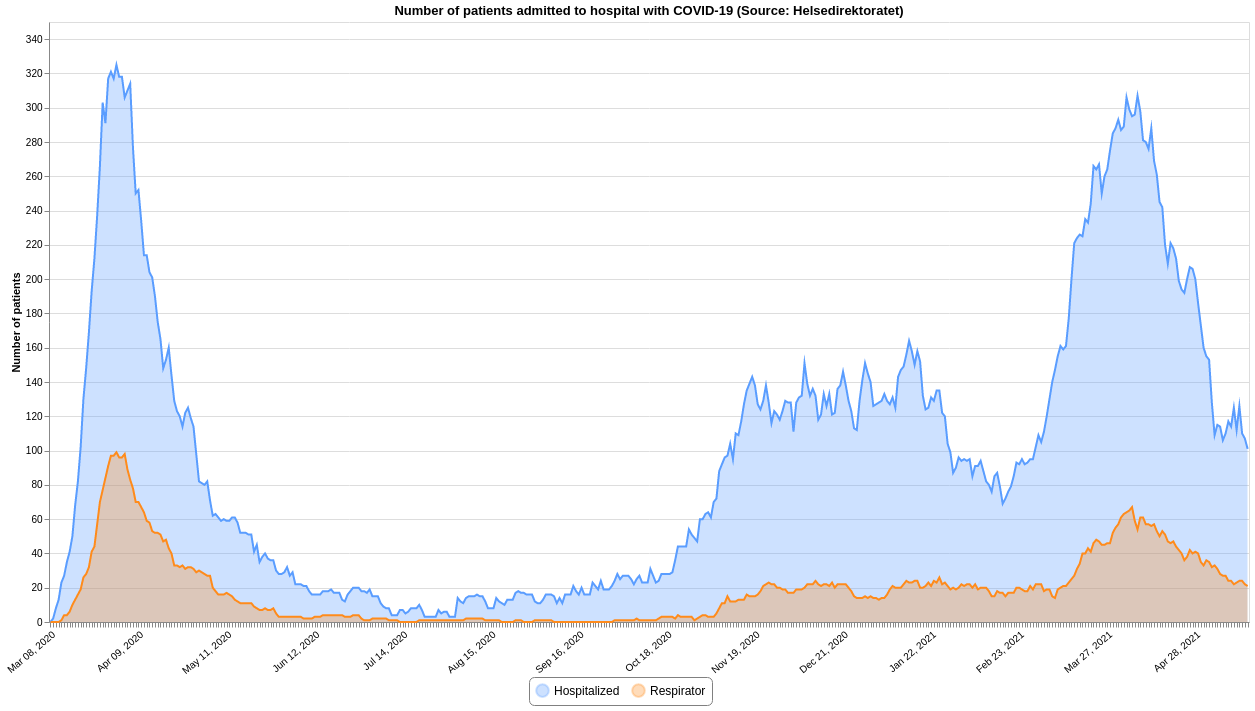 Number of patients admitted to hospital with COVID-19 (Source: Helsedirektoratet)
Number of patients
340
320
300
280
260
240
220
200
180
160
140
120
100
80
60
40
20
0
Mar 08, 2020
Apr 09, 2020
May 11, 2020
Jun 12, 2020
Jul 14, 2020
Aug 15, 2020
Sep 16, 2020
Oct 18, 2020
Nov 19, 2020
Dec 21, 2020
Jan 22, 2021
Feb 23, 2021
Mar 27, 2021
Apr 28, 2021
Hospitalized
Respirator